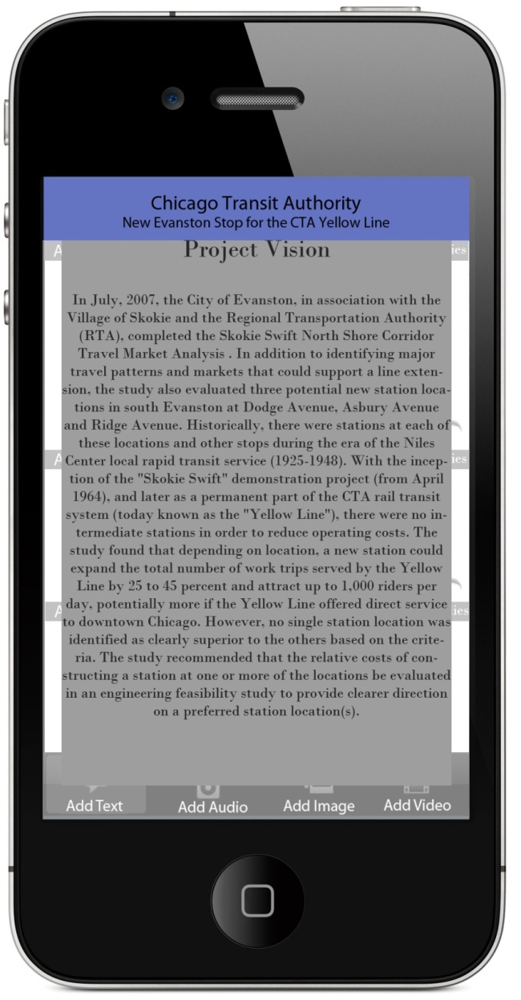 Chicago Transit Authority
New Evanston Stop for the CTA Yellow Line
Project Vision
In July, 2007, the City of Evanston, in association with the
Village of Skokie and the Regional Transportation Authority
(RTA), completed the Skokie Swift North Shore Corridor
Travel Market Analysis . In addition to identifying major
travel patterns and markets that could support a line exten-
sion, the study also evaluated three potential new station loca-
tions in south Evanston at Dodge Avenue, Asbury Avenue
and Ridge Avenue. Historically, there were stations at each of
these locations and other stops during the era of the Niles
Center local rapid transit service (1925-1948). With the incep-
tion of the "Skokie Swift" demonstration project (from April
1964), and later as a permanent part of the CTA rail transit
system (today known as the "Yellow Line"), there were no in-
termediate stations in order to reduce operating costs. The
study found that depending on location, a new station could
expand the total number of work trips served by the Yellow
Line by 25 to 45 percent and attract up to 1,000 riders per
day, potentially more if the Yellow Line offered direct service
to downtown Chicago. However, no single station location was
identified as clearly superior to the others based on the crite-
ria. The study recommended that the relative costs of con-
structing a station at one or more of the locations be evaluated
in an engineering feasibility study to provide clearer direction
on a preferred station location(s).
Add Text Add Audio Add Image Add Video